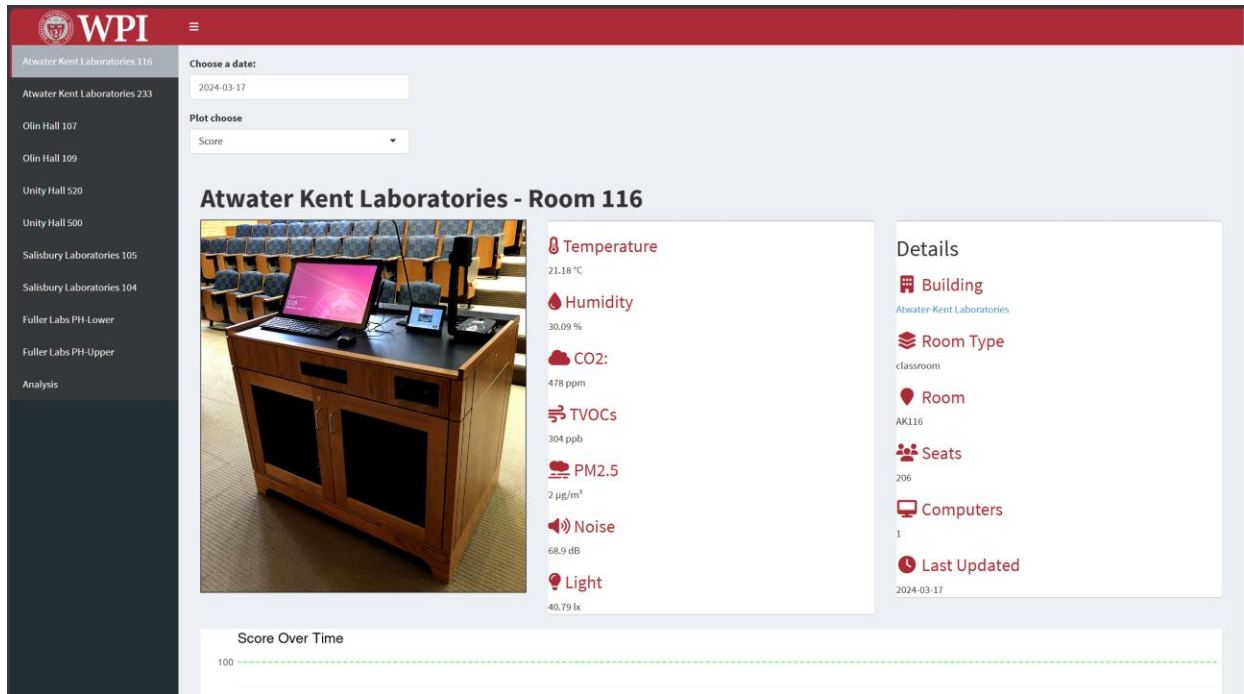 WPI
Atwater Kent Laboratories 116
Atwater Kent Laboratories 233
Olin Hall 107
Olin Hall 109
Unity Hall 520
Unity Hall 500
Salisbury Laboratories 105
Salisbury Laboratories 104
Fuller Labs PH-Lower
Fuller Labs PH-Upper
Analysis
Choose a date:
2024-03-17
Plot choose
Score
Atwater Kent Laboratories - Room 116
Temperature
21.18 °C
Humidity
30.09 %
CO2:
478 ppm
TVOCs
304 ppb
PM2.5
2 µg/m³
Noise
68.9 dB
Light
40.79 lx
Details
Building
Atwater-Kent Laboratories
Room Type
classroom
Room
AK116
Seats
206
Computers
1
Last Updated
2024-03-17
Score Over Time
100